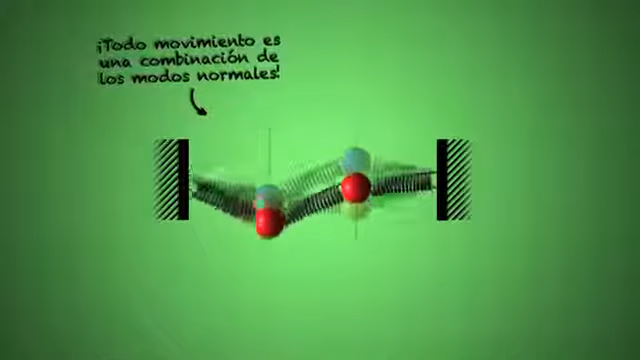 ¡Todo movimiento es
una combinación de
los modos normales!